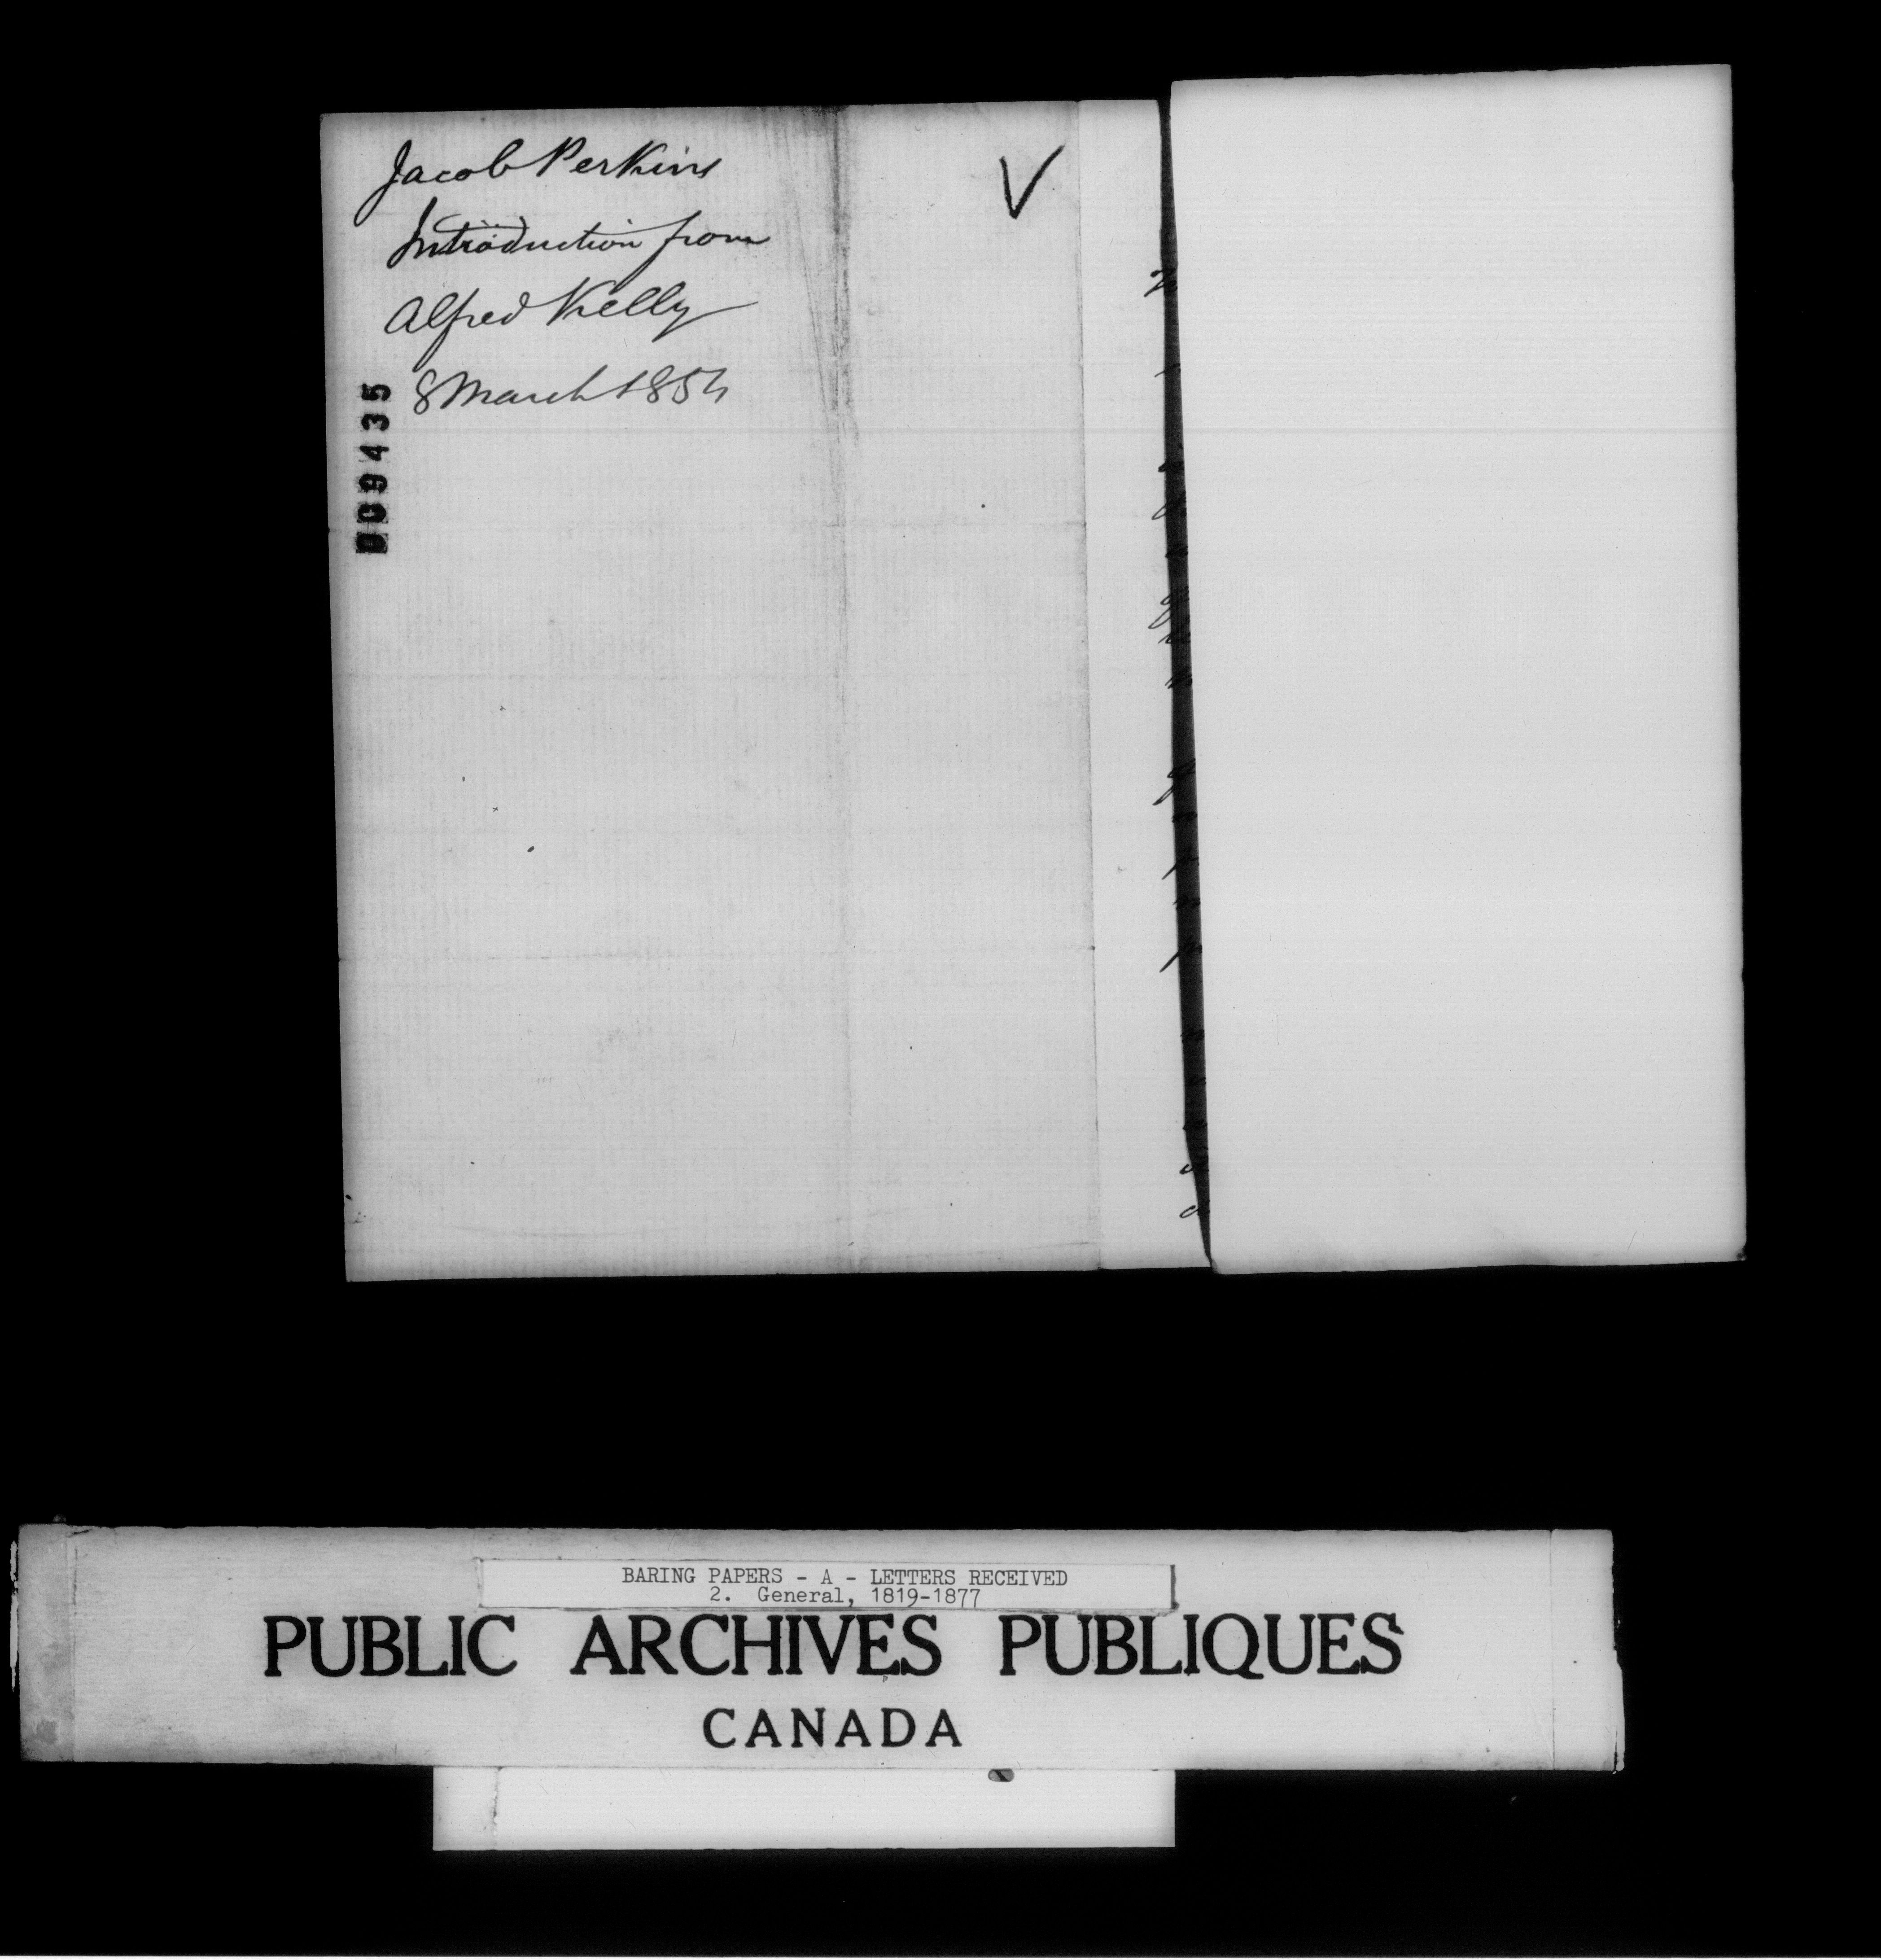 Jacob Perkins
Introduction from
Alfred Kelly
8 March 1854
V
009435
BARING PAPERS - A - LETTERS RECEIVED
2. General, 1819-1877
PUBLIC ARCHIVES PUBLIQUES
CANADA